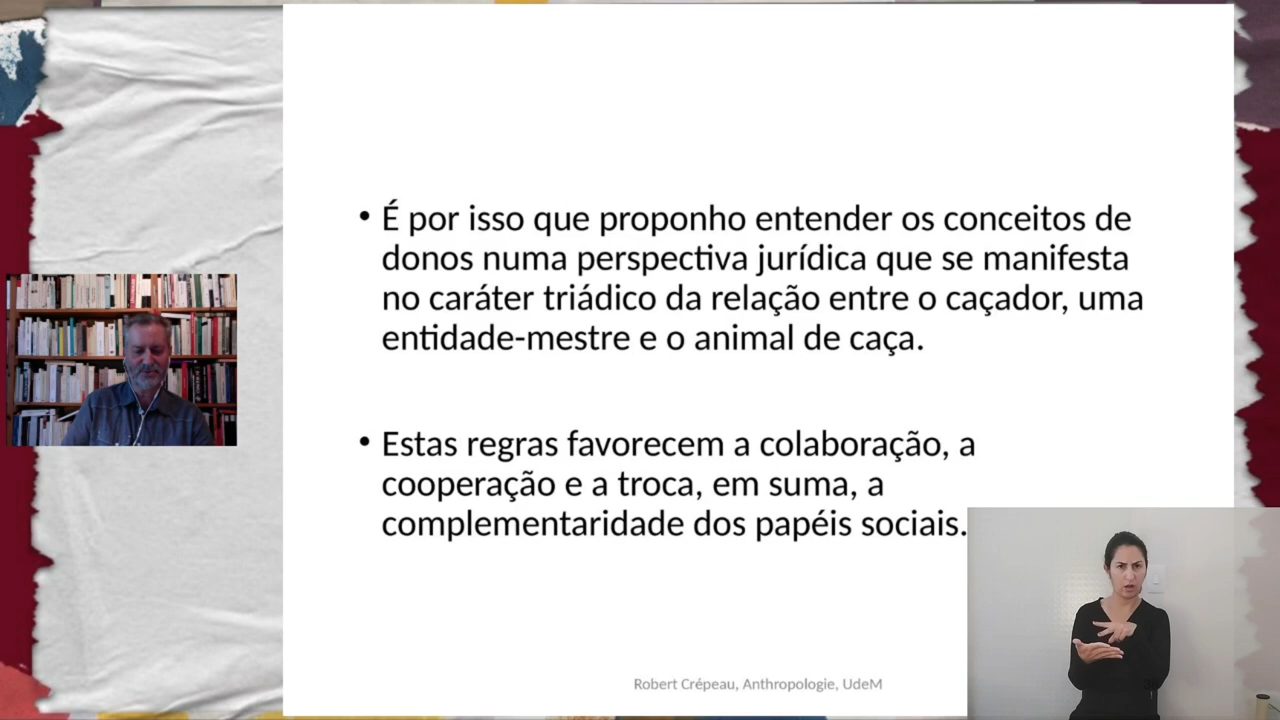 • É por isso que proponho entender os conceitos de
donos numa perspectiva jurídica que se manifesta
no caráter triádico da relação entre o caçador, uma
entidade-mestre e o animal de caça.
• Estas regras favorecem a colaboração, a
cooperação e a troca, em suma, a
complementaridade dos papéis sociais.
Robert Crépeau, Anthropologie, UdeM